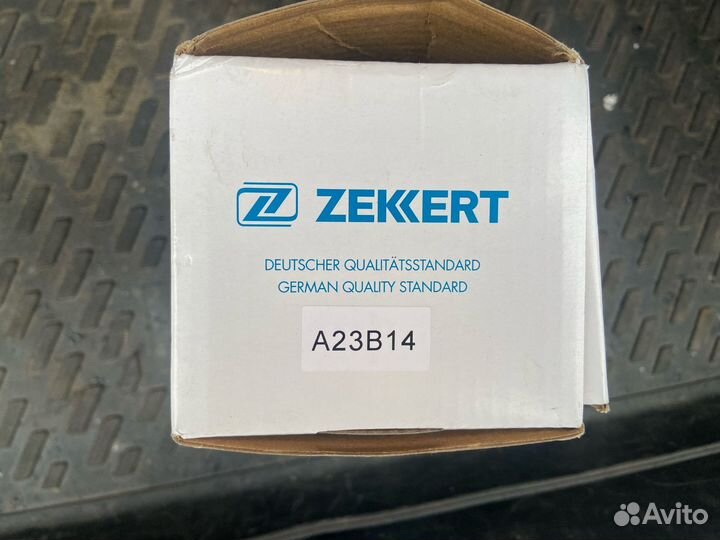 ZEKKERT
DEUTSCHER QUALITÄTSSTANDARD
GERMAN QUALITY STANDARD
A23B14
Avito